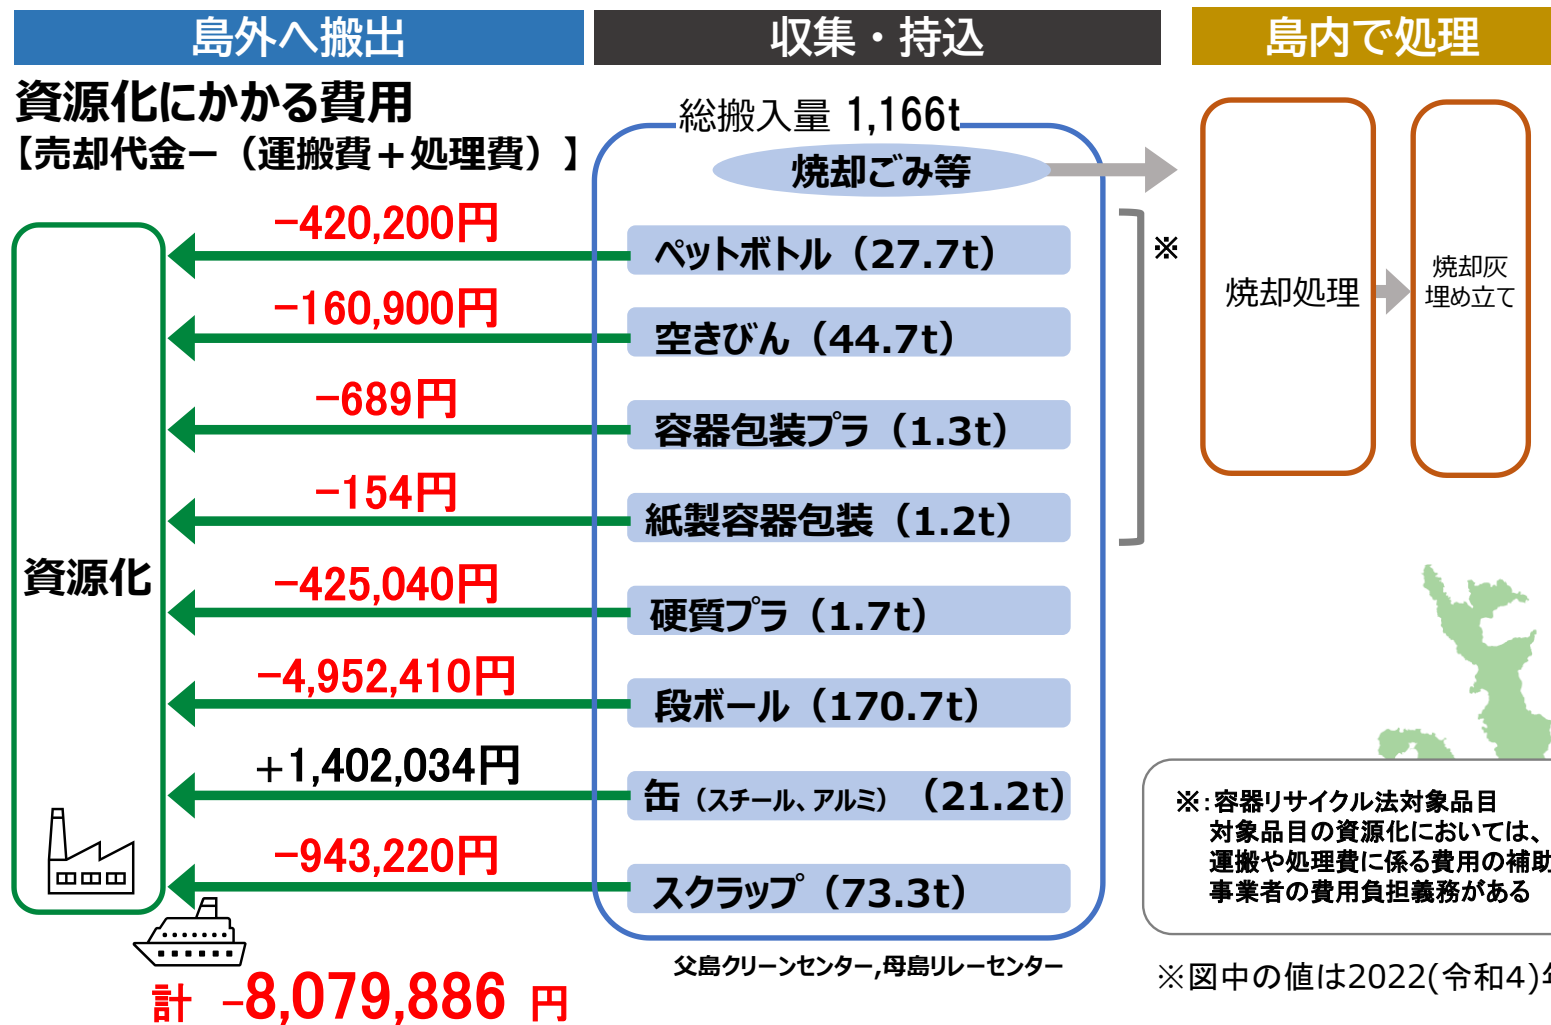 島外へ搬出
収集・持込
島内で処理
資源化にかかる費用
【売却代金ー（運搬費＋処理費）】
総搬入量 1,166t
焼却ごみ等
−420,200円
ペットボトル（27.7t）
−160,900円
空きびん（44.7t）
−689円
容器包装プラ（1.3t）
−154円
紙製容器包装（1.2t）
−425,040円
硬質プラ（1.7t）
−4,952,410円
段ボール（170.7t）
+1,402,034円
缶（スチール、アルミ）（21.2t）
−943,220円
スクラップ（73.3t）
資源化
計 −8,079,886 円
父島クリーンセンター,母島リレーセンター
※
焼却処理
焼却灰
埋め立て
※：容器リサイクル法対象品目
対象品目の資源化においては、
運搬や処理費に係る費用の補助
事業者の費用負担義務がある
※図中の値は2022(令和4)年